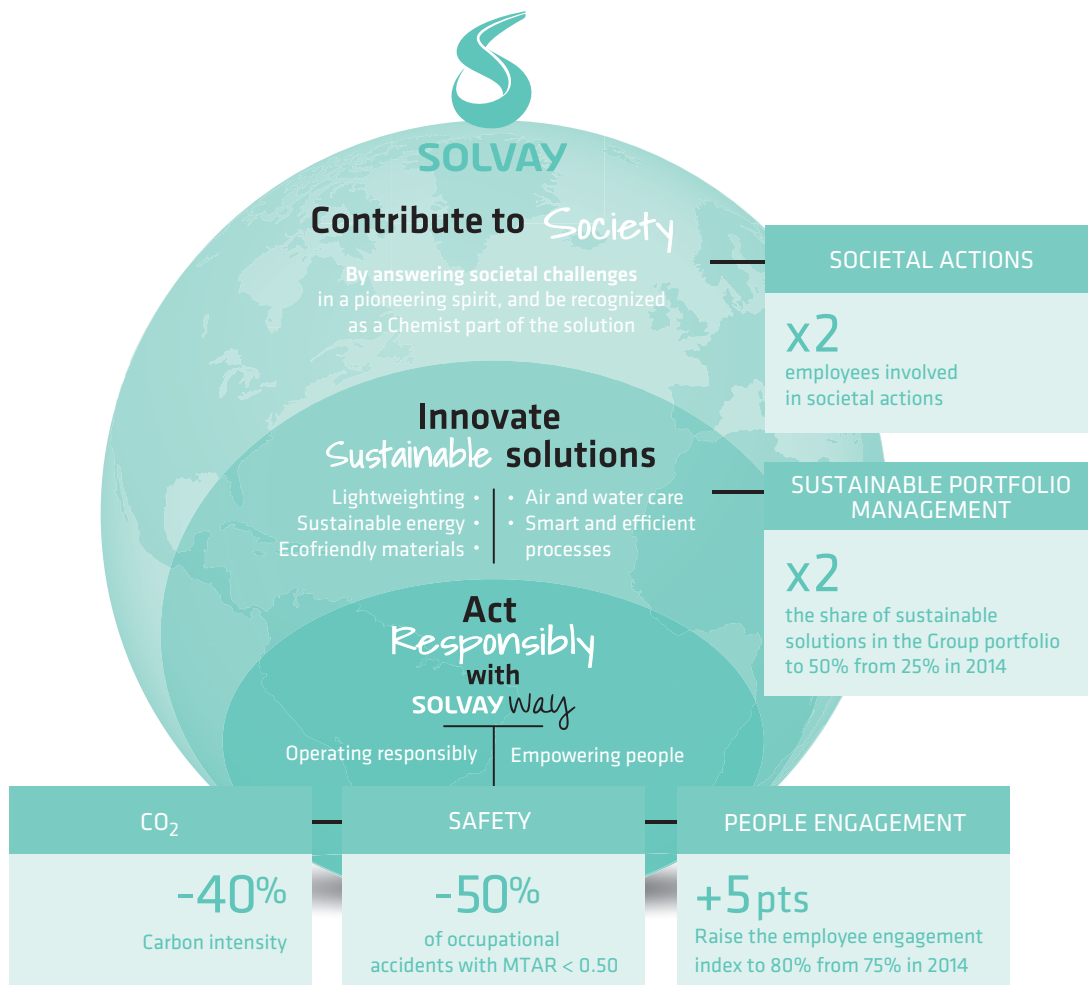 SOLVAY
Contribute to Society
By answering societal challenges
in a pioneering spirit, and be recognized
as a Chemist part of the solution
SOCIETAL ACTIONS
x2
employees involved
in societal actions
Innovate
Sustainable solutions
Lightweighting •
Sustainable energy •
Ecofriendly materials •
• Air and water care
• Smart and efficient
processes
SUSTAINABLE PORTFOLIO
MANAGEMENT
x2
the share of sustainable
solutions in the Group portfolio
to 50% from 25% in 2014
Act
Responsibly
with
SOLVAY way
Operating responsibly
Empowering people
CO₂
-40%
Carbon intensity
SAFETY
-50%
of occupational
accidents with MTAR < 0.50
PEOPLE ENGAGEMENT
+5 pts
Raise the employee engagement
index to 80% from 75% in 2014